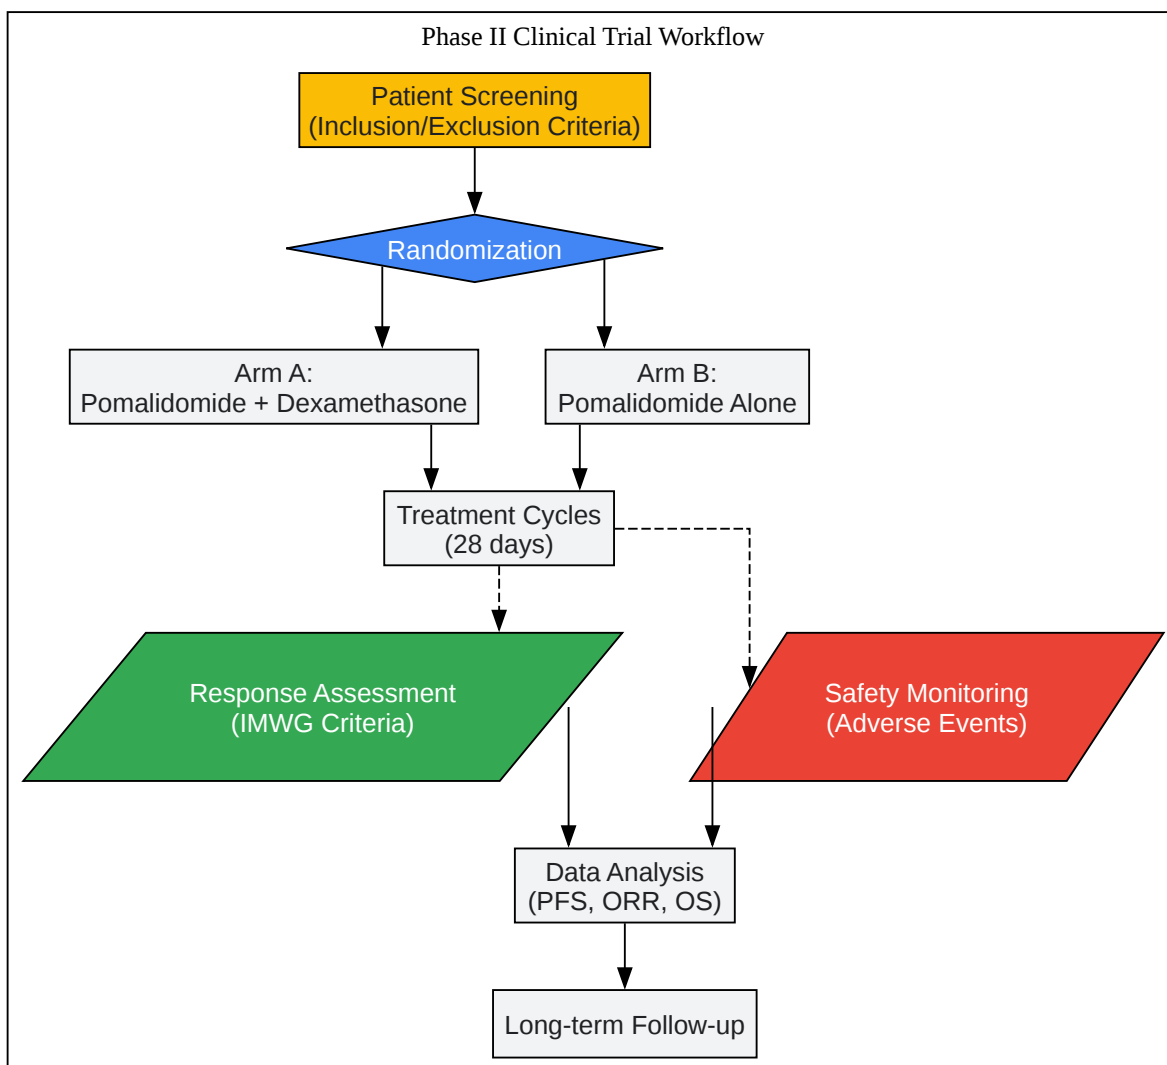 Phase II Clinical Trial Workflow
Patient Screening
(Inclusion/Exclusion Criteria)
Randomization
Arm A:
Pomalidomide + Dexamethasone
Arm B:
Pomalidomide Alone
Treatment Cycles
(28 days)
Response Assessment
(IMWG Criteria)
Safety Monitoring
(Adverse Events)
Data Analysis
(PFS, ORR, OS)
Long-term Follow-up